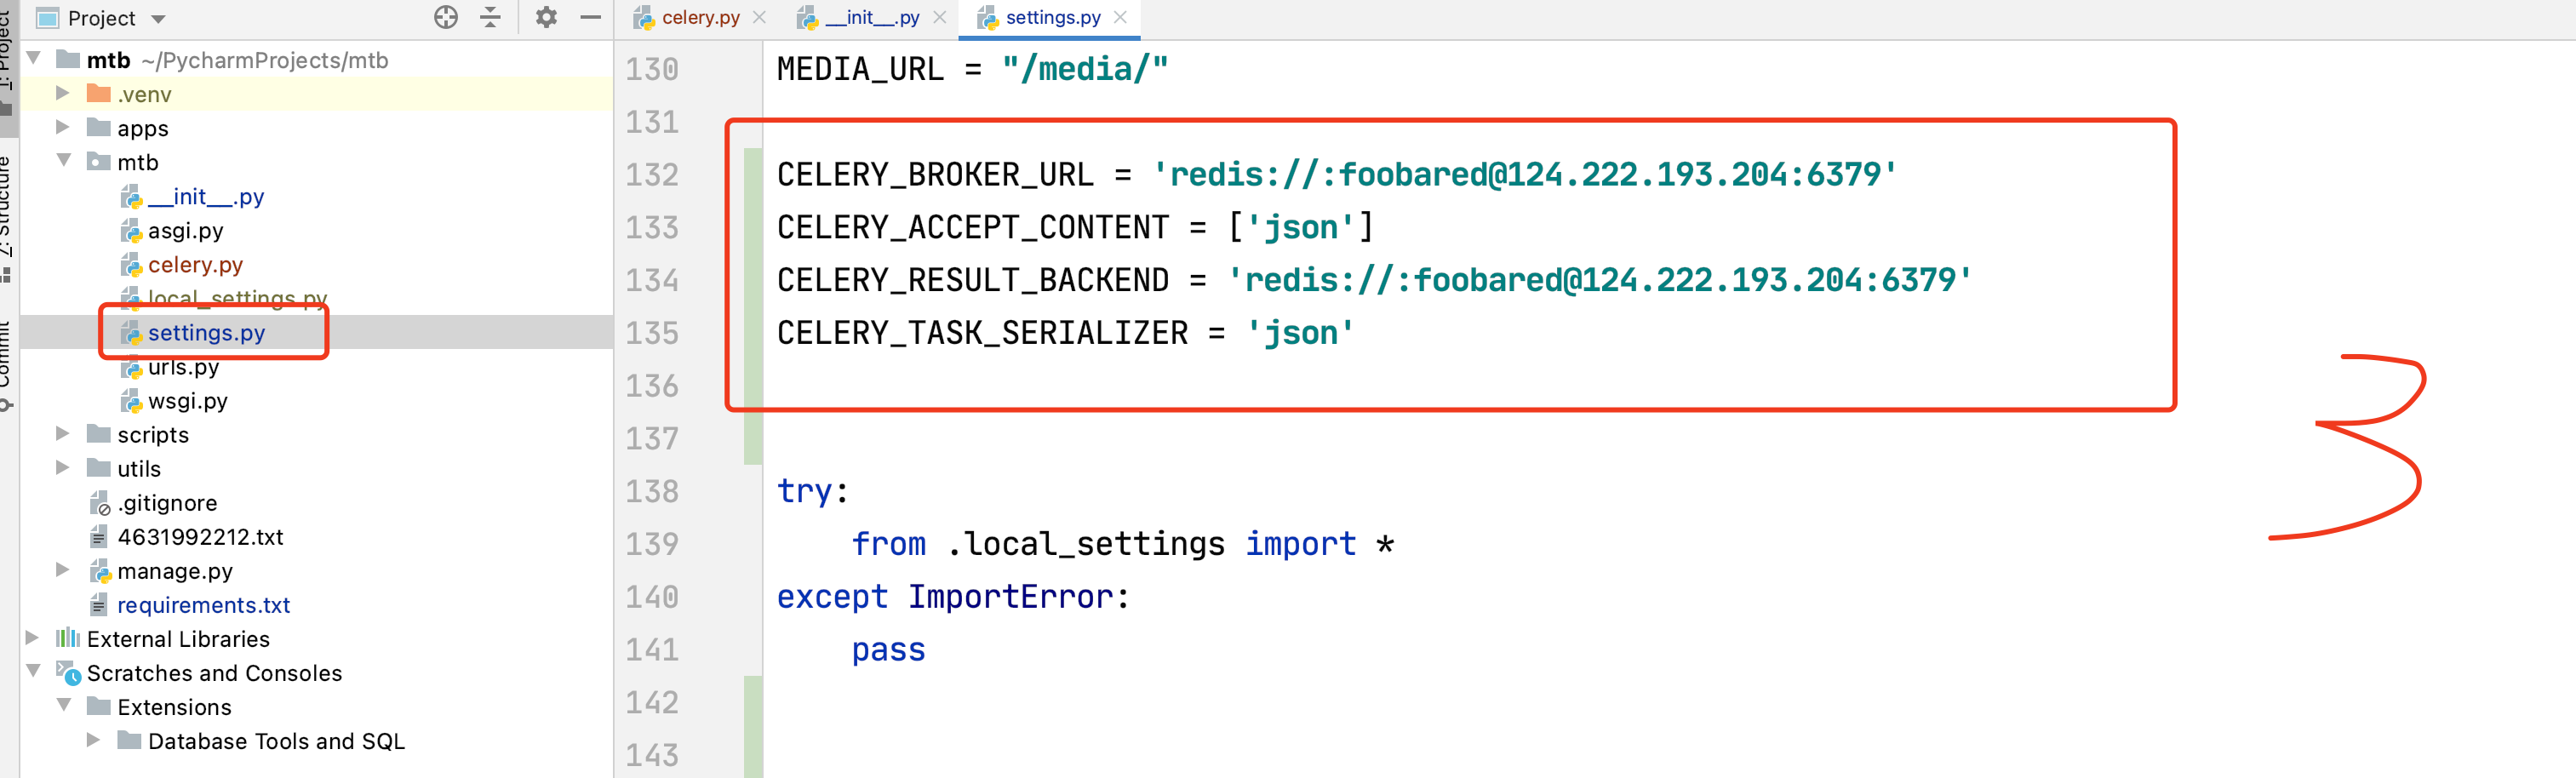 1: Project
Z: Structure
Commit
Project
mtb ~/PycharmProjects/mtb
.venv
apps
mtb
__init__.py
asgi.py
celery.py
local_settings.py
settings.py
urls.py
wsgi.py
scripts
utils
.gitignore
4631992212.txt
manage.py
requirements.txt
External Libraries
Scratches and Consoles
Extensions
Database Tools and SQL
celery.py
__init__.py
settings.py
130 MEDIA_URL = "/media/"
131
132 CELERY_BROKER_URL = 'redis://:foobared@124.222.193.204:6379'
133 CELERY_ACCEPT_CONTENT = ['json']
134 CELERY_RESULT_BACKEND = 'redis://:foobared@124.222.193.204:6379'
135 CELERY_TASK_SERIALIZER = 'json'
136
137
138 try:
139 from .local_settings import *
140 except ImportError:
141 pass
142
143
3